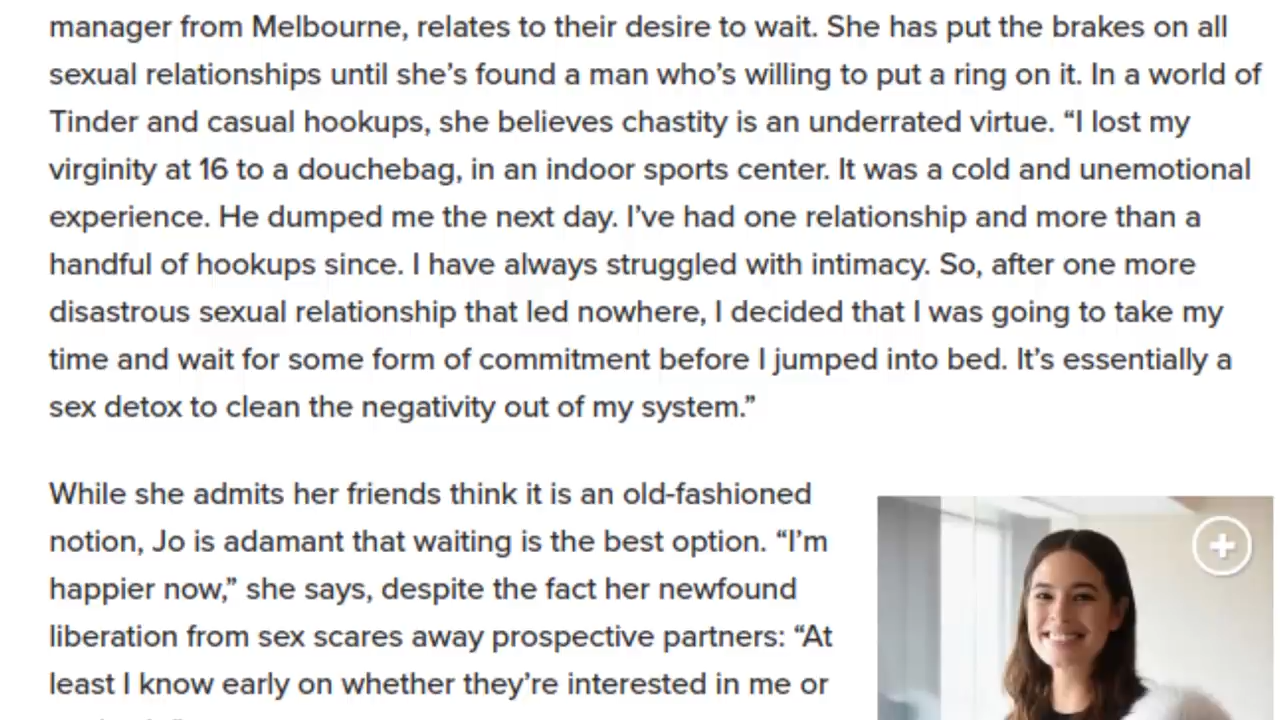 manager from Melbourne, relates to their desire to wait. She has put the brakes on all
sexual relationships until she’s found a man who’s willing to put a ring on it. In a world of
Tinder and casual hookups, she believes chastity is an underrated virtue. “I lost my
virginity at 16 to a douchebag, in an indoor sports center. It was a cold and unemotional
experience. He dumped me the next day. I’ve had one relationship and more than a
handful of hookups since. I have always struggled with intimacy. So, after one more
disastrous sexual relationship that led nowhere, I decided that I was going to take my
time and wait for some form of commitment before I jumped into bed. It’s essentially a
sex detox to clean the negativity out of my system.”
While she admits her friends think it is an old-fashioned
notion, Jo is adamant that waiting is the best option. “I’m
happier now,” she says, despite the fact her newfound
liberation from sex scares away prospective partners: “At
least I know early on whether they’re interested in me or